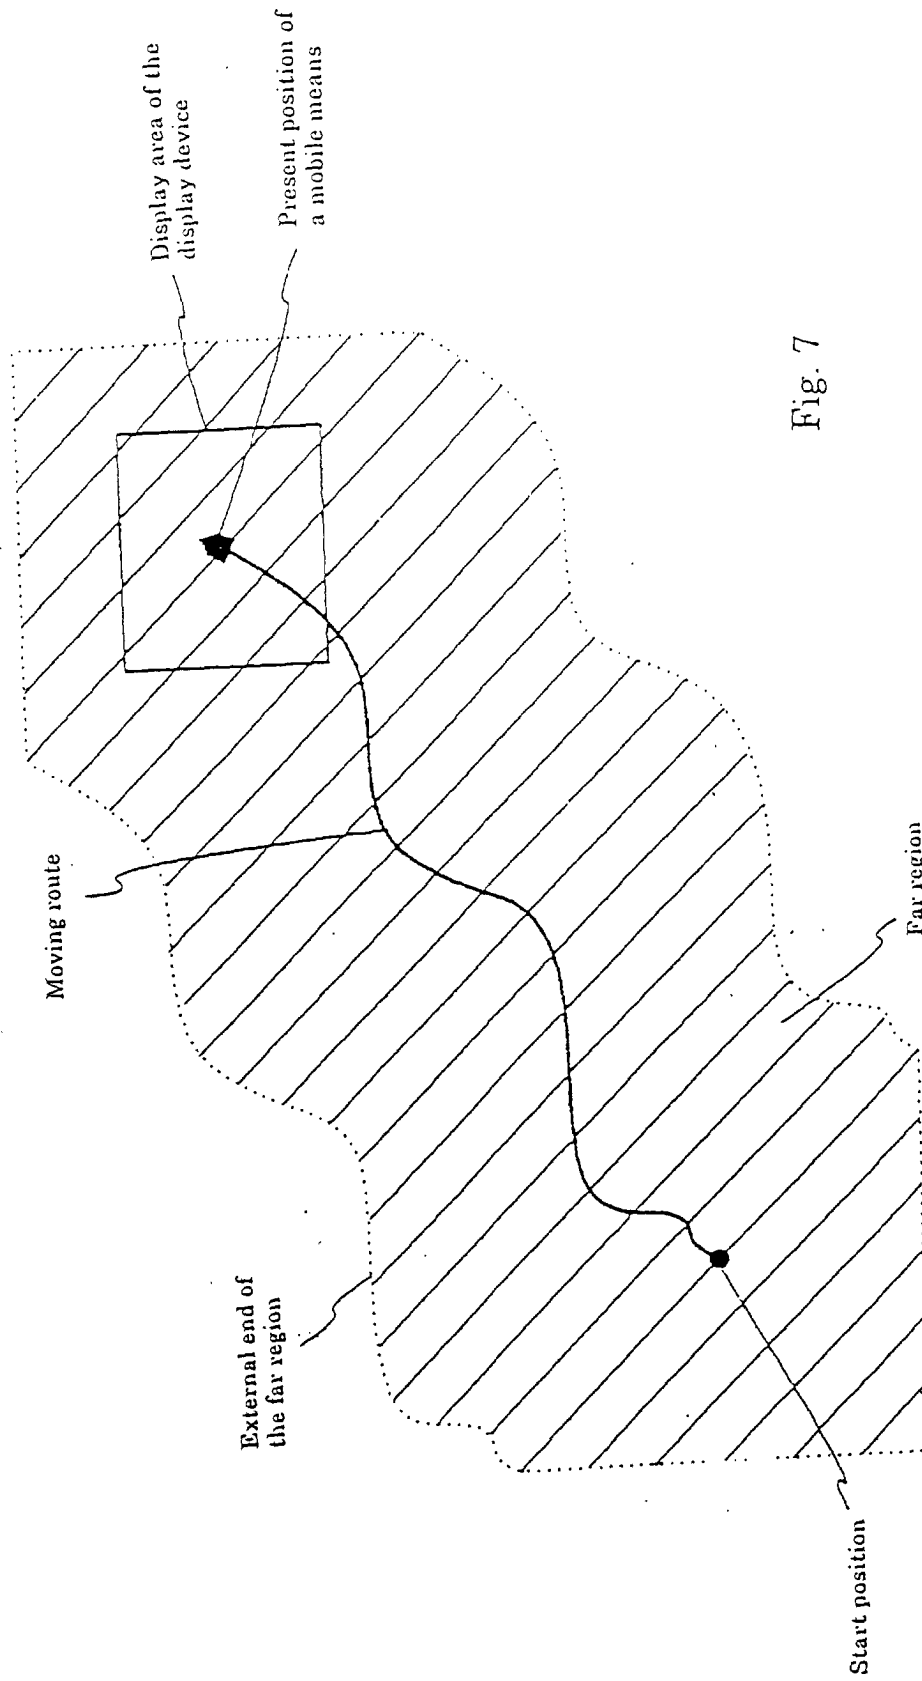 Display area of the
display device
Present position of
a mobile means
Moving route
External end of
the far region
Far region
Start position
Fig. 7